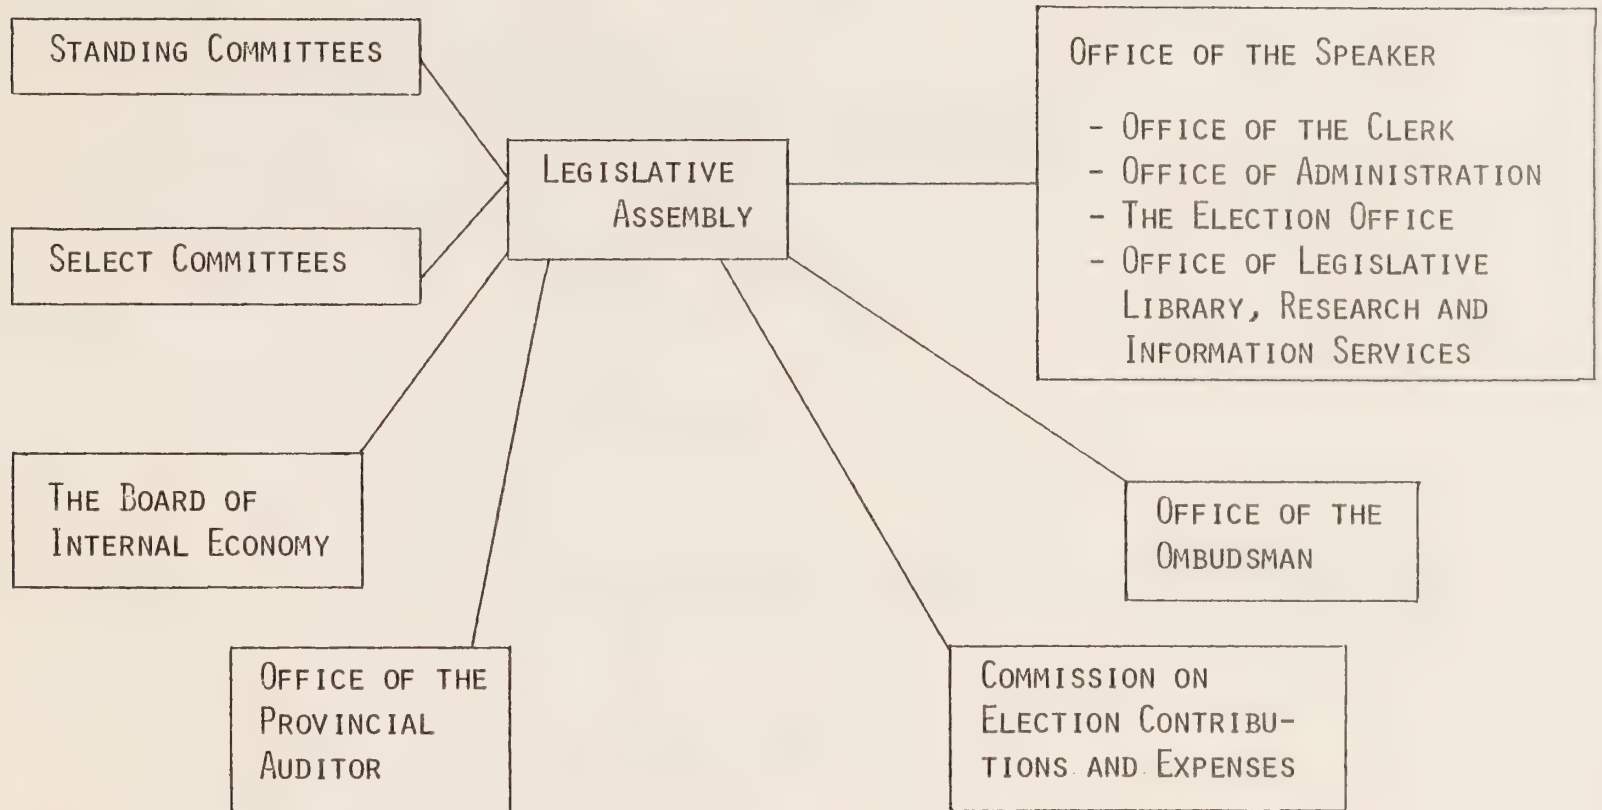 STANDING COMMITTEES
LEGISLATIVE
ASSEMBLY
OFFICE OF THE SPEAKER
- OFFICE OF THE CLERK
- OFFICE OF ADMINISTRATION
- THE ELECTION OFFICE
- OFFICE OF LEGISLATIVE
LIBRARY, RESEARCH AND
INFORMATION SERVICES
SELECT COMMITTEES
THE BOARD OF
INTERNAL ECONOMY
OFFICE OF THE
OMBUDSMAN
OFFICE OF THE
PROVINCIAL
AUDITOR
COMMISSION ON
ELECTION CONTRIBU-
TIONS AND EXPENSES